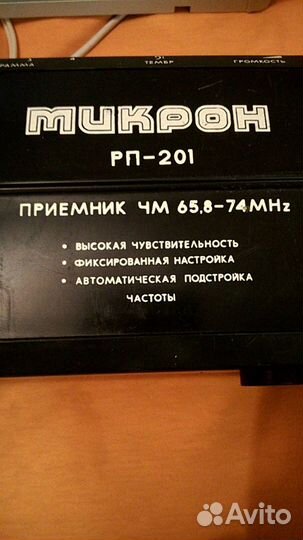 ТЕМБР ГРОМКОСТЬ
МИКРОН
РП-201
ПРИЕМНИК ЧМ 65,8-74MHz
• ВЫСОКАЯ ЧУВСТВИТЕЛЬНОСТЬ
• ФИКСИРОВАННАЯ НАСТРОЙКА
• АВТОМАТИЧЕСКАЯ ПОДСТРОЙКА
ЧАСТОТЫ
Avito